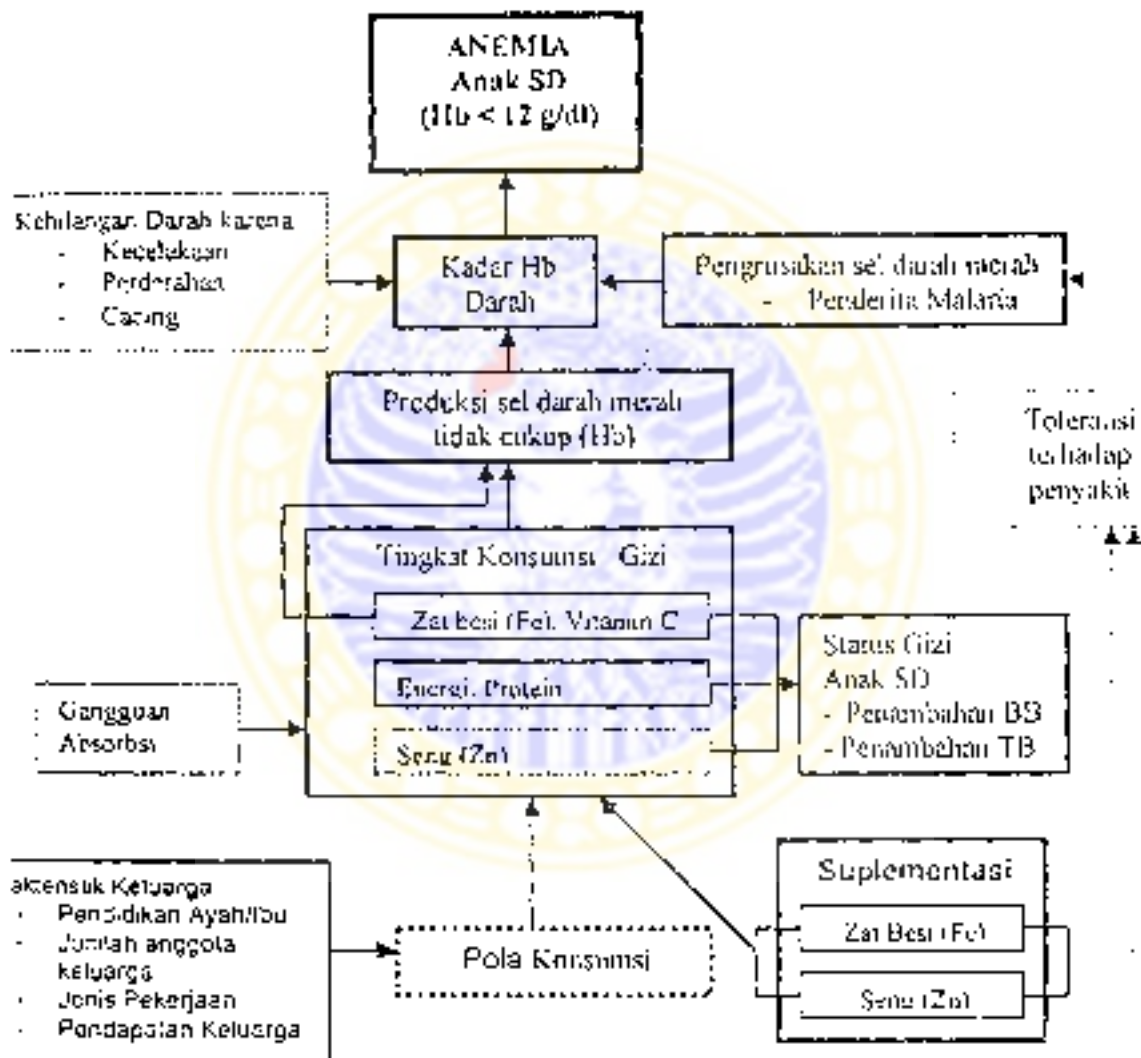 ANEMIA
Anak SD
(Hb < 12 g/dl)
Kehilangan Darah karena
- Kecelakaan
- Perdarahan
- Cacing
Kadar Hb
Darah
Pengrusakan sel darah merah
- Penderita Malaria
Produksi sel darah merah
tidak cukup (Hb)
Toleransi
terhadap
penyakit
Tingkat Konsumsi Gizi
Zat besi (Fe), Vitamin C
Energi, Protein
Seng (Zn)
Status Gizi
Anak SD
- Penambahan BB
- Penambahan TB
Gangguan
Absorbsi
Suplementasi
Zat Besi (Fe)
Seng (Zn)
Keluarga
- Pendidikan Ayah/Ibu
- Jumlah anggota
keluarga
- Jenis Pekerjaan
- Pendapatan Keluarga
Pola Konsumsi